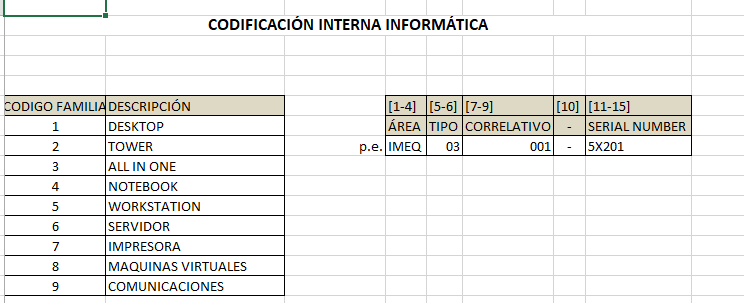 CODIFICACIÓN INTERNA INFORMÁTICA
CODIGO FAMILIA DESCRIPCIÓN
1 DESKTOP
2 TOWER
3 ALL IN ONE
4 NOTEBOOK
5 WORKSTATION
6 SERVIDOR
7 IMPRESORA
8 MAQUINAS VIRTUALES
9 COMUNICACIONES
[1-4] [5-6] [7-9] [10] [11-15]
ÁREA TIPO CORRELATIVO - SERIAL NUMBER
p.e. IMEQ 03 001 - 5X201